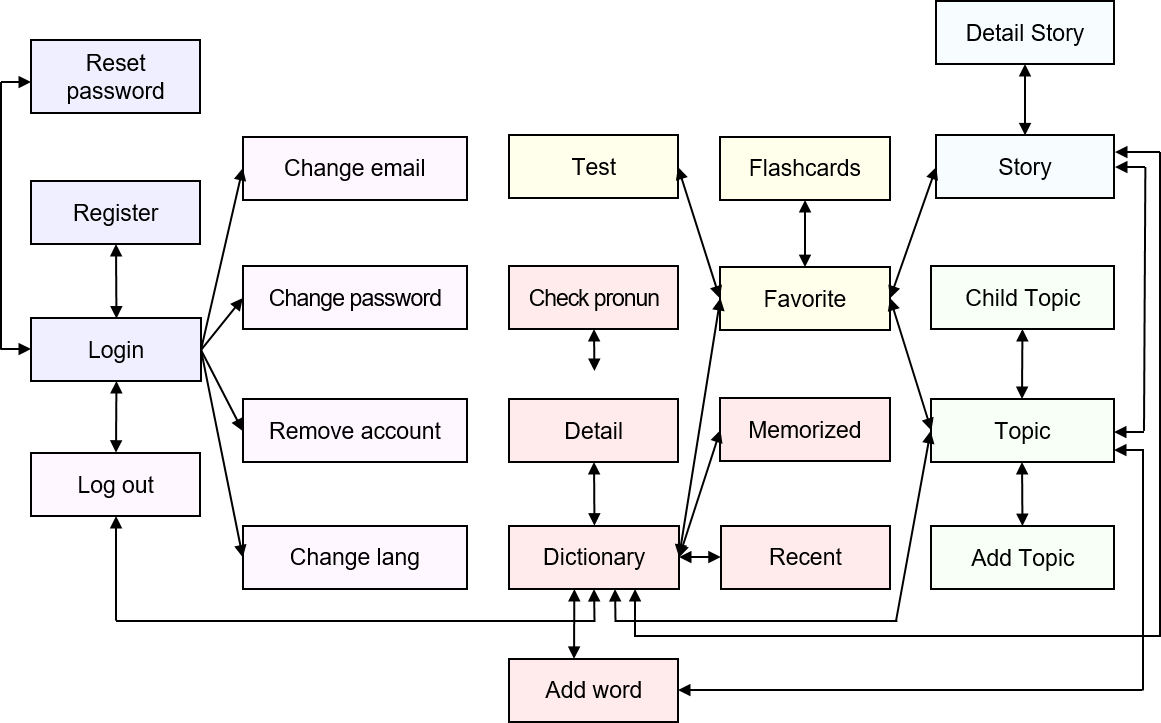 Detail Story
Reset
password
Change email
Test
Flashcards
Story
Register
Change password
Check pronun
Favorite
Child Topic
Login
Remove account
Detail
Memorized
Topic
Log out
Change lang
Dictionary
Recent
Add Topic
Add word